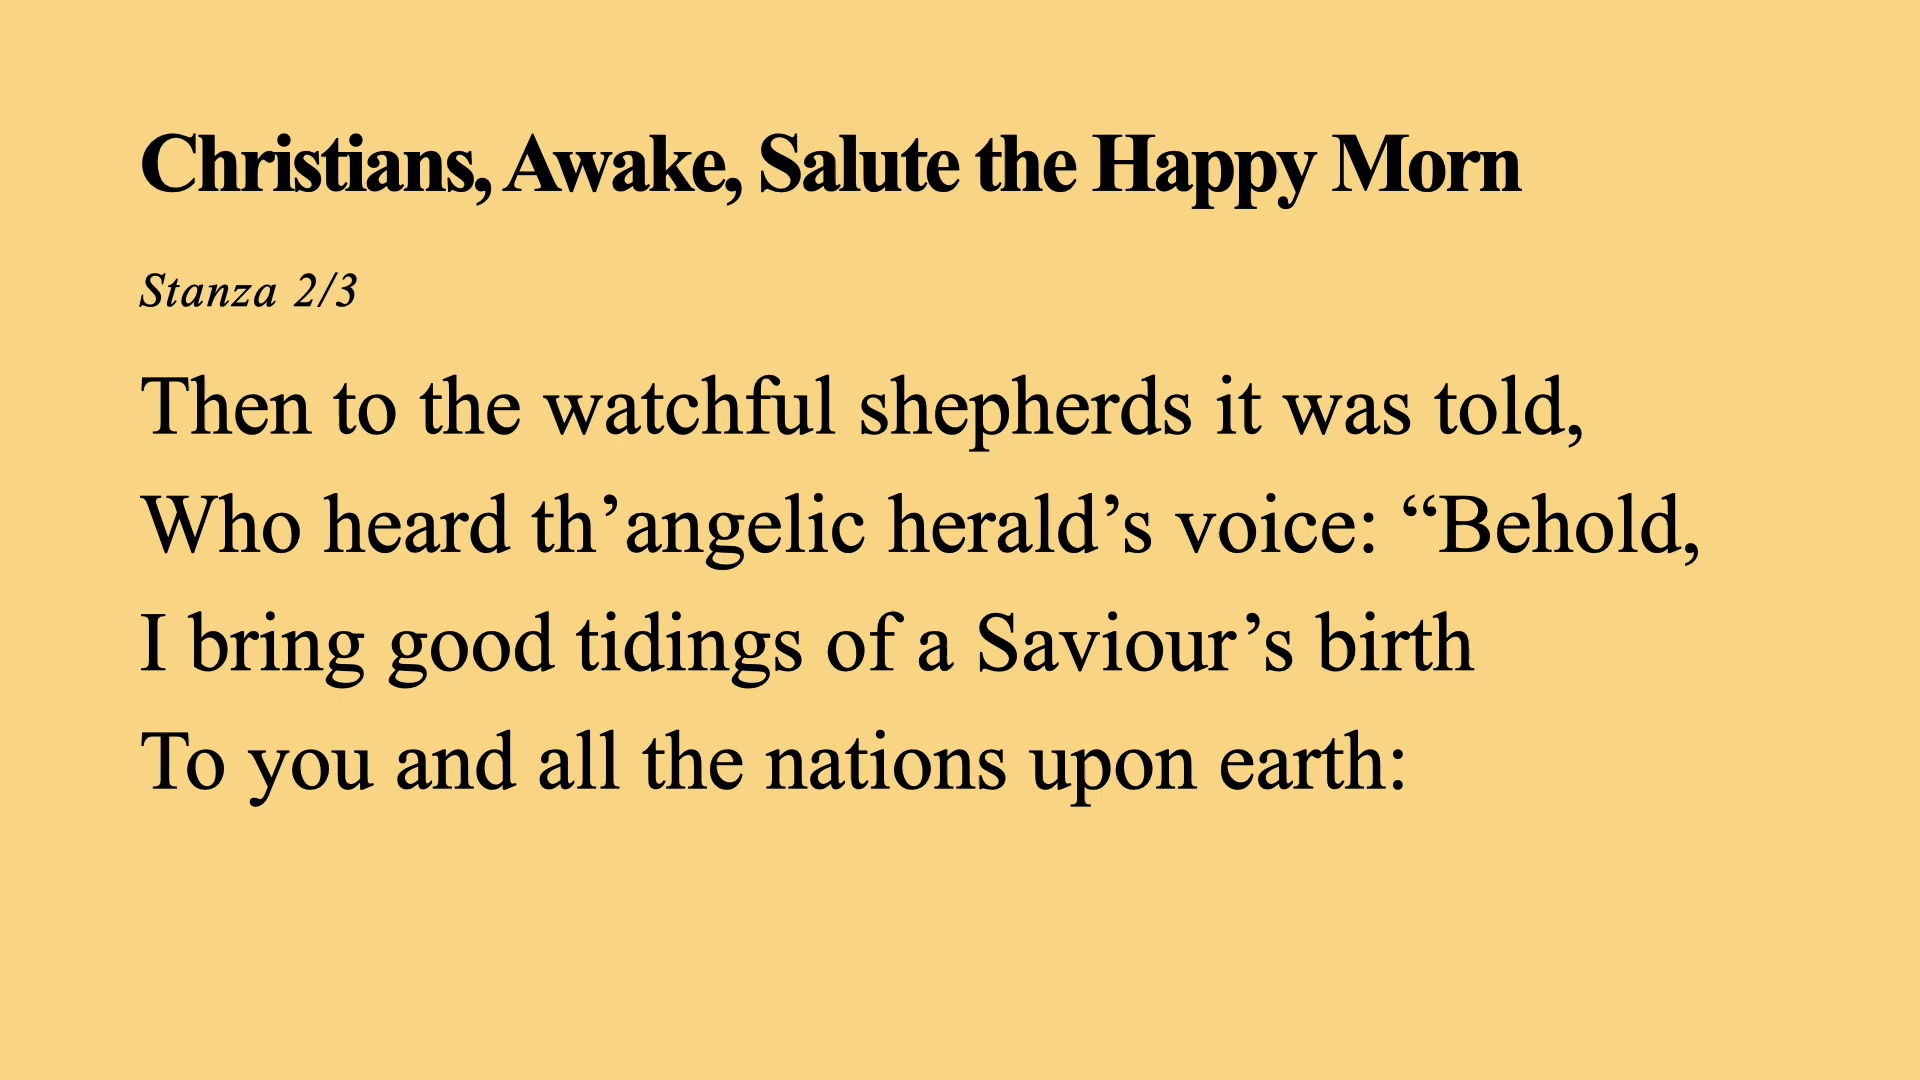 Christians, Awake, Salute the Happy Morn
Stanza 2/3
Then to the watchful shepherds it was told,
Who heard th’angelic herald’s voice: “Behold,
I bring good tidings of a Saviour’s birth
To you and all the nations upon earth: